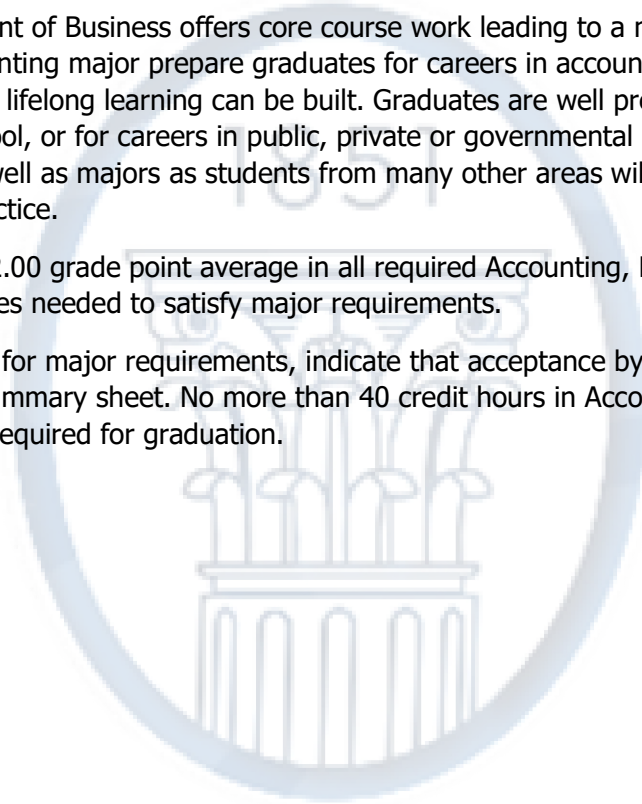 nt of Business offers core course work leading to a
nting major prepare graduates for careers in accoun
lifelong learning can be built. Graduates are well pr
ol, or for careers in public, private or governmental
well as majors as students from many other areas wil
ctice.
.00 grade point average in all required Accounting,
es needed to satisfy major requirements.
for major requirements, indicate that acceptance by
mmary sheet. No more than 40 credit hours in Acco
equired for graduation.
1851